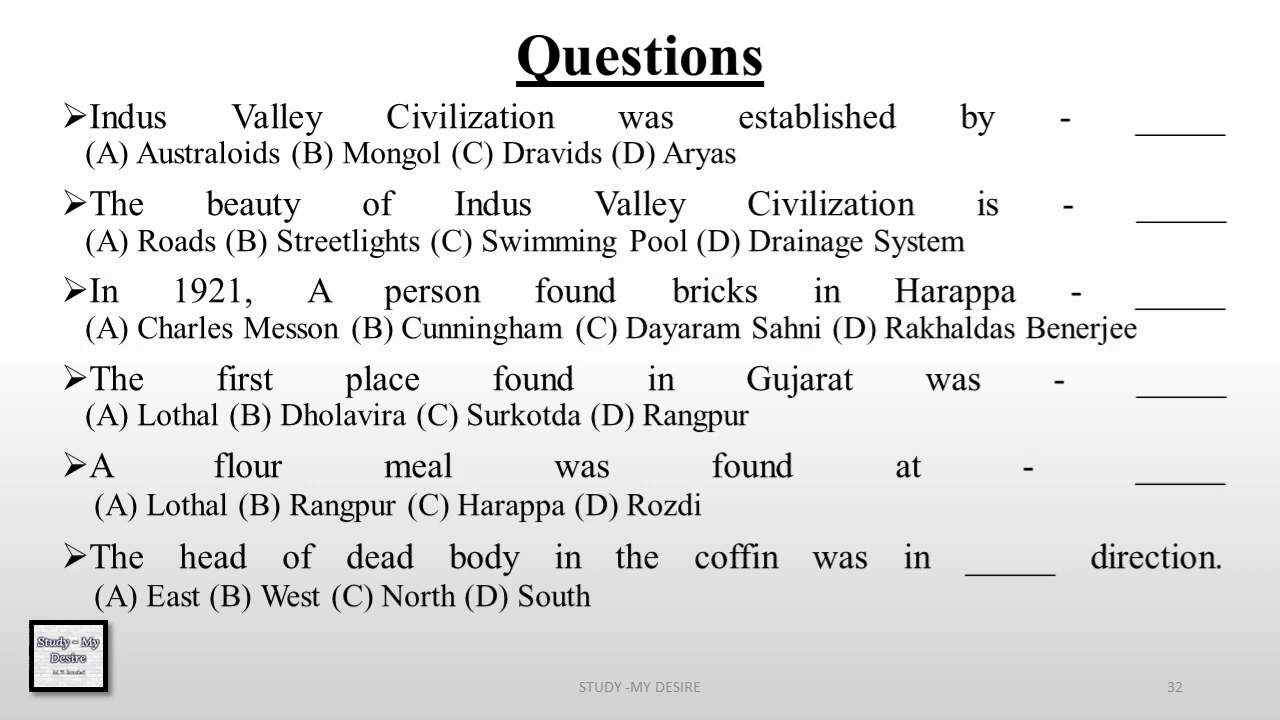 Questions
➢Indus Valley Civilization was established by - _____
(A) Australoids (B) Mongol (C) Dravids (D) Aryas
➢The beauty of Indus Valley Civilization is - _____
(A) Roads (B) Streetlights (C) Swimming Pool (D) Drainage System
➢In 1921, A person found bricks in Harappa - _____
(A) Charles Messon (B) Cunningham (C) Dayaram Sahni (D) Rakhaldas Benerjee
➢The first place found in Gujarat was - _____
(A) Lothal (B) Dholavira (C) Surkotda (D) Rangpur
➢A flour meal was found at - _____
(A) Lothal (B) Rangpur (C) Harappa (D) Rozdi
➢The head of dead body in the coffin was in _____ direction.
(A) East (B) West (C) North (D) South
Study - My
Desire
STUDY -MY DESIRE
32